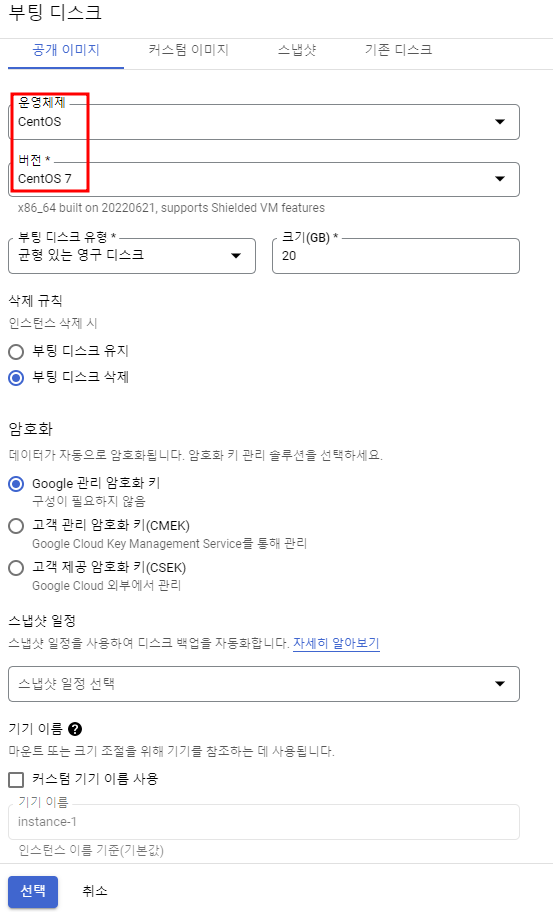 부팅 디스크
공개 이미지 커스텀 이미지 스냅샷 기존 디스크
운영체제
CentOS
버전 *
CentOS 7
x86_64 built on 20220621, supports Shielded VM features
부팅 디스크 유형 * 크기(GB) *
균형 있는 영구 디스크 20
삭제 규칙
인스턴스 삭제 시
부팅 디스크 유지
부팅 디스크 삭제
암호화
데이터가 자동으로 암호화됩니다. 암호화 키 관리 솔루션을 선택하세요.
Google 관리 암호화 키
구성이 필요하지 않음
고객 관리 암호화 키(CMEK)
Google Cloud Key Management Service를 통해 관리
고객 제공 암호화 키(CSEK)
Google Cloud 외부에서 관리
스냅샷 일정
스냅샷 일정을 사용하여 디스크 백업을 자동화합니다. 자세히 알아보기
스냅샷 일정 선택
기기 이름 ?
마운트 또는 크기 조절을 위해 기기를 참조하는 데 사용됩니다.
커스텀 기기 이름 사용
기기 이름
instance-1
인스턴스 이름 기준(기본값)
선택 취소